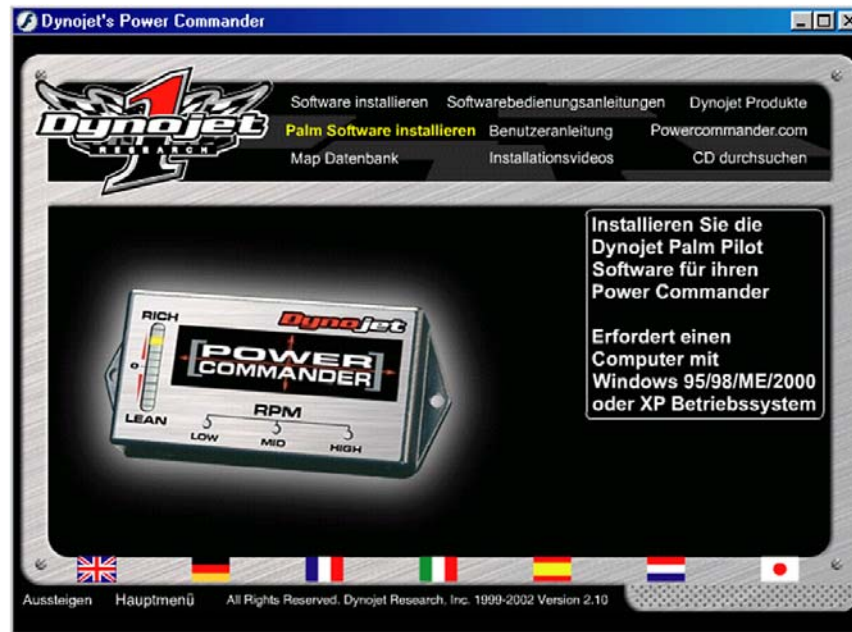 Dynojet's Power Commander
Dynojet
RESEARCH
1
Software installieren Softwarebedienungsanleitungen Dynojet Produkte
Palm Software installieren Benutzeranleitung Powercommander.com
Map Datenbank Installationsvideos CD durchsuchen
Installieren Sie die
Dynojet Palm Pilot
Software für ihren
Power Commander
Erfordert einen
Computer mit
Windows 95/98/ME/2000
oder XP Betriebssystem
RICH
Dynojet
POWER
COMMANDER
0
LEAN
RPM
LOW MID HIGH
Aussteigen Hauptmenü All Rights Reserved. Dynojet Research, Inc. 1999-2002 Version 2.10